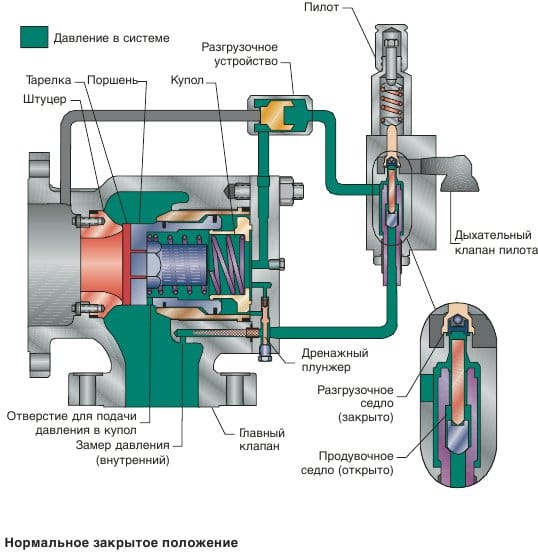 Пилот
Давление в системе
Разгрузочное
устройство
Тарелка
Поршень
Купол
Штуцер
Дыхательный
клапан пилота
Дренажный
плунжер
Отверстие для подачи
давления в купол
Главный
клапан
Замер давления
(внутренний)
Разгрузочное
седло
(закрыто)
Продувочное
седло (открыто)
Нормальное закрытое положение